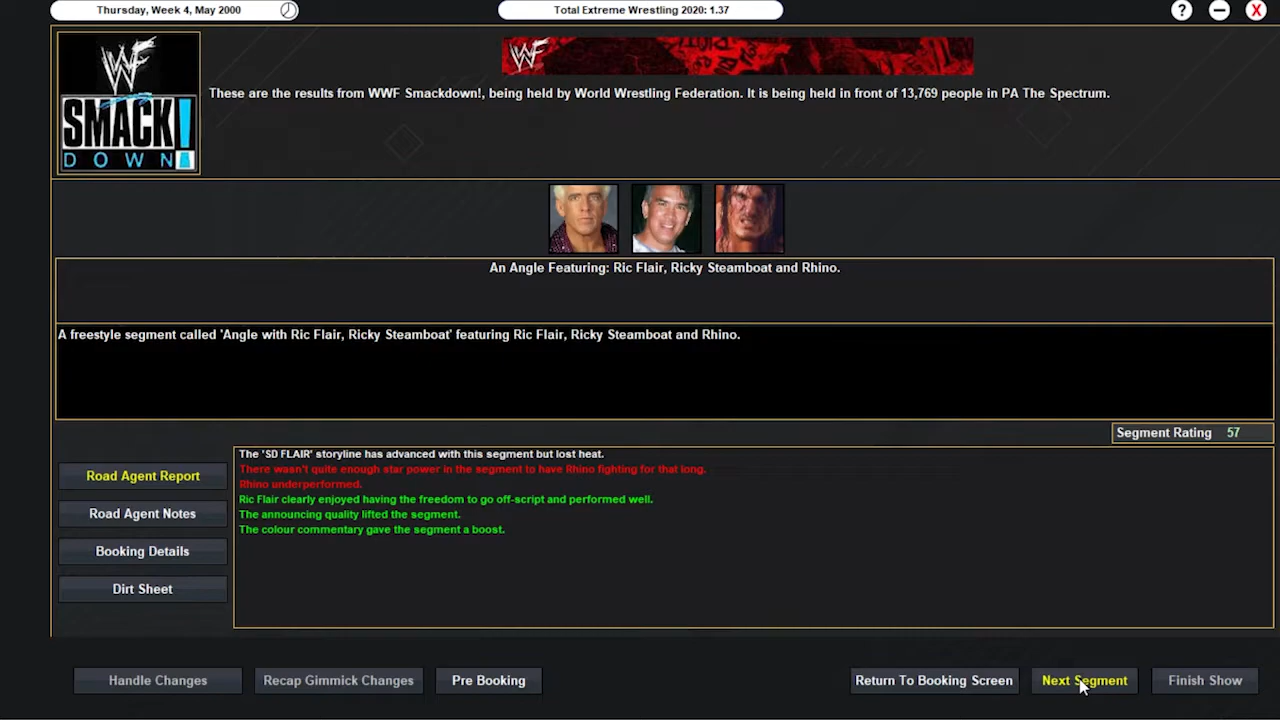 Thursday, Week 4, May 2000
Total Extreme Wrestling 2020: 1.37
? X
WF
SMACK!
DOWN
WF
These are the results from WWF Smackdown!, being held by World Wrestling Federation. It is being held in front of 13,769 people in PA The Spectrum.
An Angle Featuring: Ric Flair, Ricky Steamboat and Rhino.
A freestyle segment called 'Angle with Ric Flair, Ricky Steamboat' featuring Ric Flair, Ricky Steamboat and Rhino.
Segment Rating 57
Road Agent Report
Road Agent Notes
Booking Details
Dirt Sheet
The 'SD FLAIR' storyline has advanced with this segment but lost heat.
There wasn't quite enough star power in the segment to have Rhino fighting for that long.
Rhino underperformed.
Ric Flair clearly enjoyed having the freedom to go off-script and performed well.
The announcing quality lifted the segment.
The colour commentary gave the segment a boost.
Handle Changes
Recap Gimmick Changes
Pre Booking
Return To Booking Screen
Next Segment
Finish Show